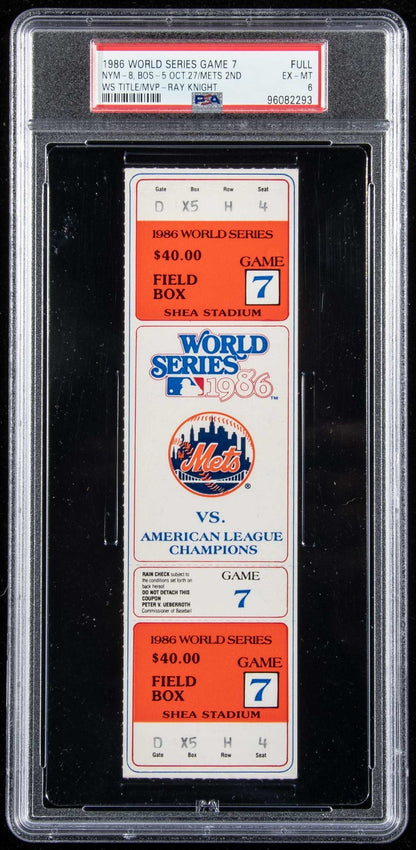 1986 WORLD SERIES GAME 7 FULL
NYM-8, BOS-5 OCT.27/METS 2ND EX-MT
WS TITLE/MVP-RAY KNIGHT 6
PSA 96082293
Gate Box Row Seat
D X5 H 4
1986 WORLD SERIES
$40.00
GAME
FIELD
BOX
7
SHEA STADIUM
WORLD
SERIES
1986
TM
Mets
®
VS.
AMERICAN LEAGUE
CHAMPIONS
RAIN CHECK subject to
the conditions set forth on
back hereof.
DO NOT DETACH THIS
COUPON
PETER V. UEBERROTH
Commissioner of Baseball
GAME
7
1986 WORLD SERIES
$40.00
GAME
FIELD
BOX
7
SHEA STADIUM
D X5 H 4
Gate Box Row Seat
PSA